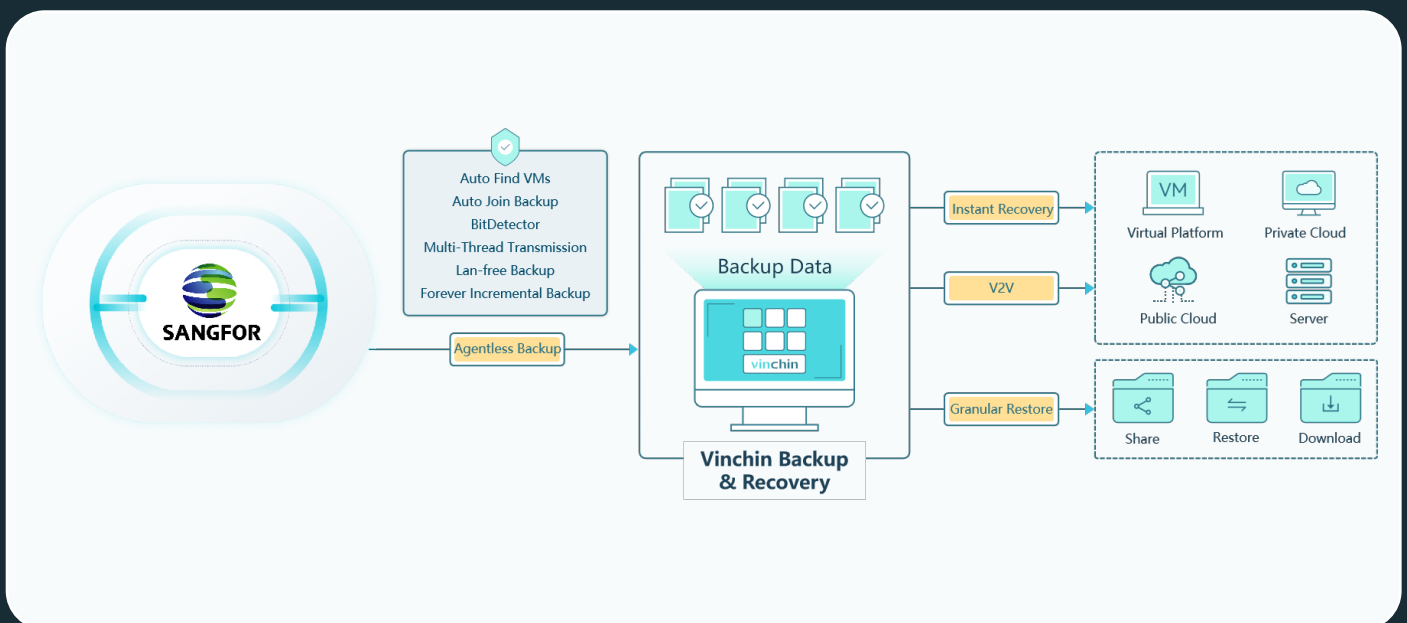 SANGFOR
Auto Find VMs
Auto Join Backup
BitDetector
Multi-Thread Transmission
Lan-free Backup
Forever Incremental Backup
Agentless Backup
Backup Data
vinchin
Vinchin Backup
& Recovery
Instant Recovery
V2V
Granular Restore
VM
Virtual Platform
Private Cloud
Public Cloud
Server
Share
Restore
Download